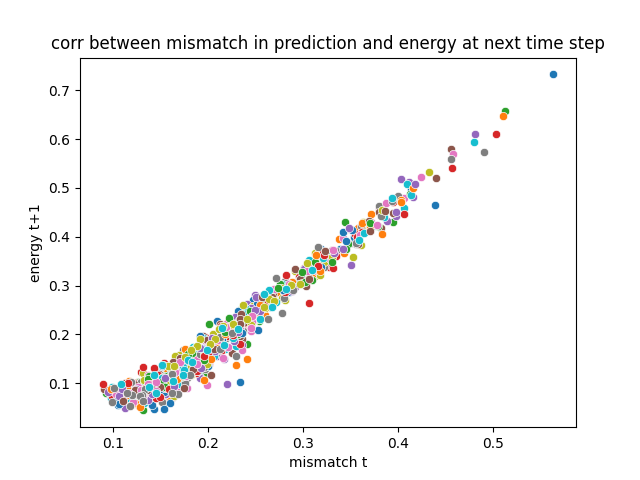 corr between mismatch in prediction and energy at next time step
0.7
0.6
0.5
0.4
0.3
0.2
0.1
energy t+1
0.1 0.2 0.3 0.4 0.5
mismatch t